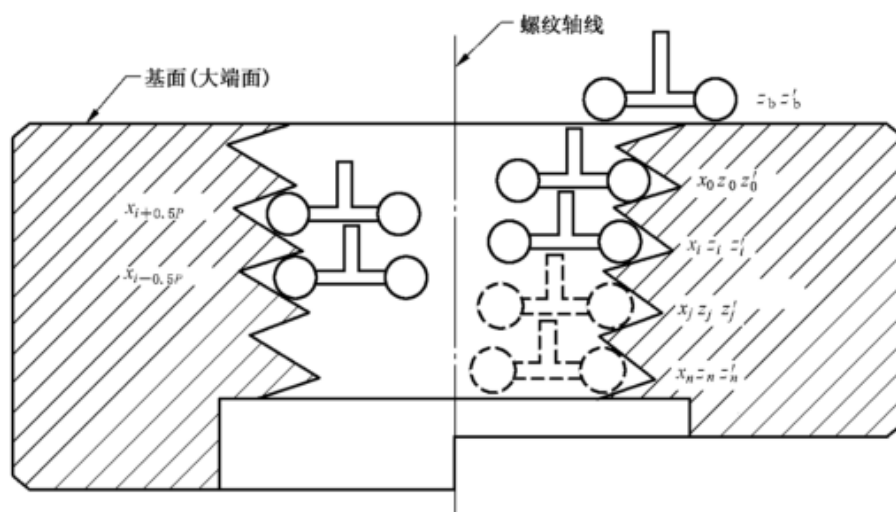 螺纹轴线
基面(大端面)
z_b z'_b
x_0 z_0 z'_0
x_{i+0.5P}
x_i z_i z'_i
x_{i-0.5P}
x_j z_j z'_j
x_n z_n z'_n